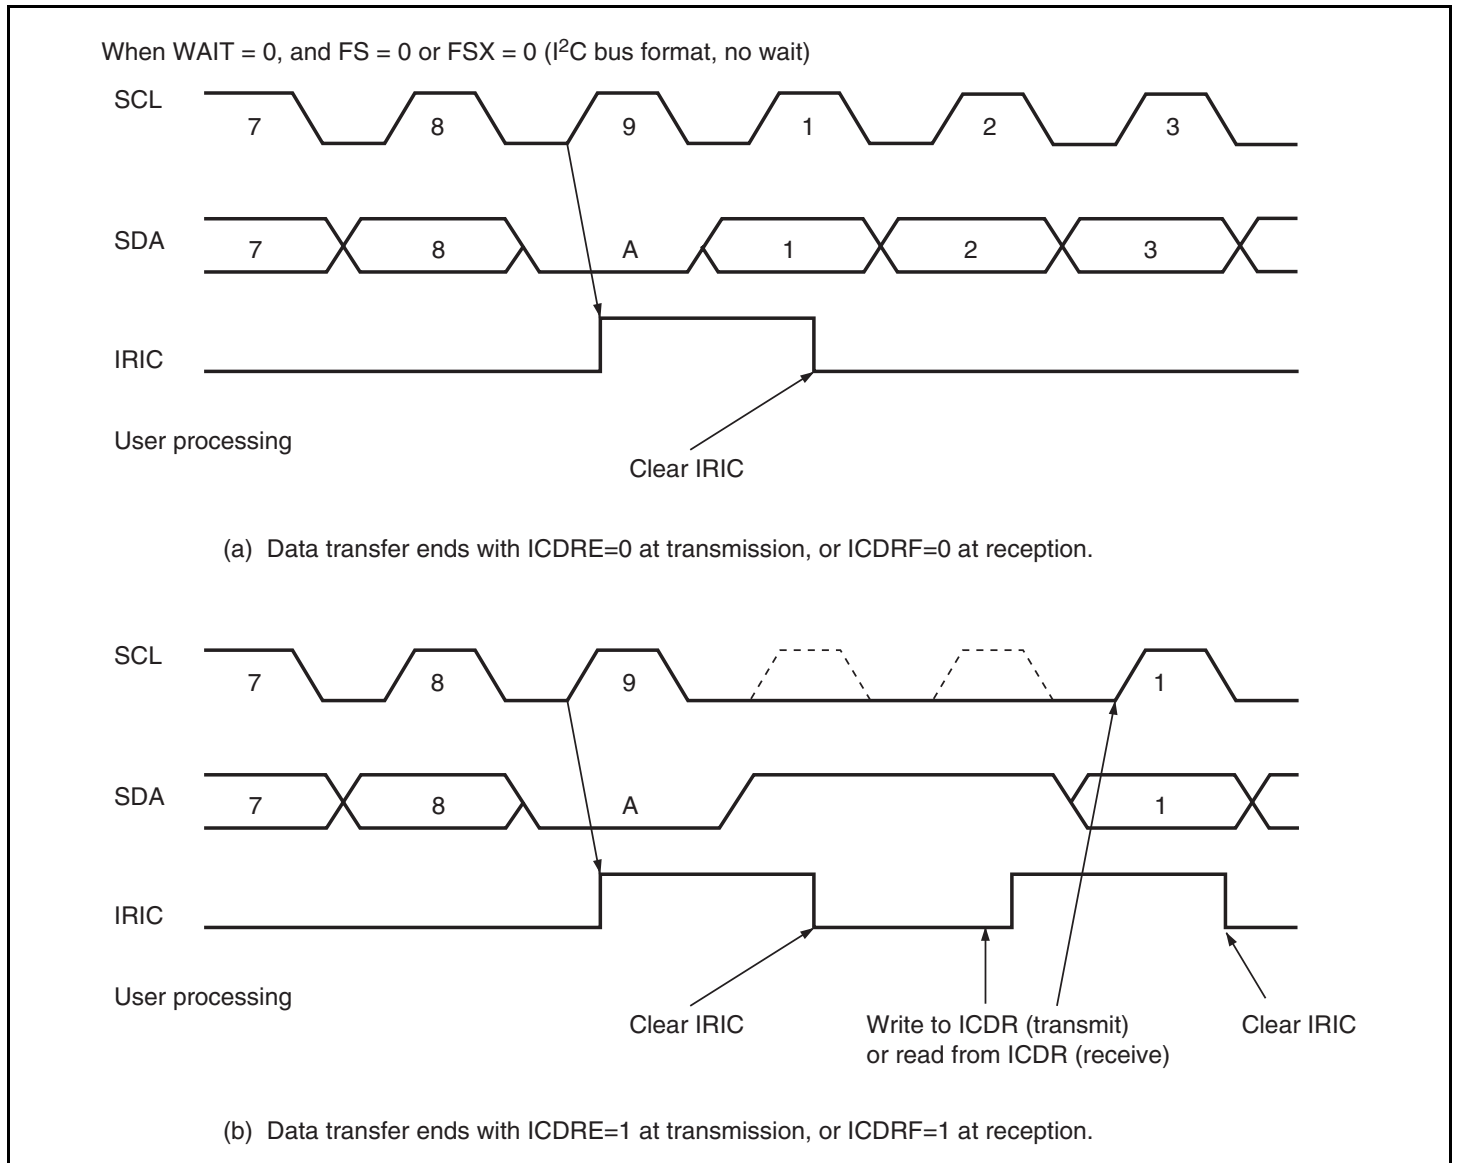 When WAIT = 0, and FS = 0 or FSX = 0 (I²C bus format, no wait)
SCL
7 8 9 1 2 3
SDA
7 8 A 1 2 3
IRIC
User processing
Clear IRIC
(a) Data transfer ends with ICDRE=0 at transmission, or ICDRF=0 at reception.
SCL
7 8 9 1
SDA
7 8 A 1
IRIC
User processing
Clear IRIC
Write to ICDR (transmit)
or read from ICDR (receive)
Clear IRIC
(b) Data transfer ends with ICDRE=1 at transmission, or ICDRF=1 at reception.